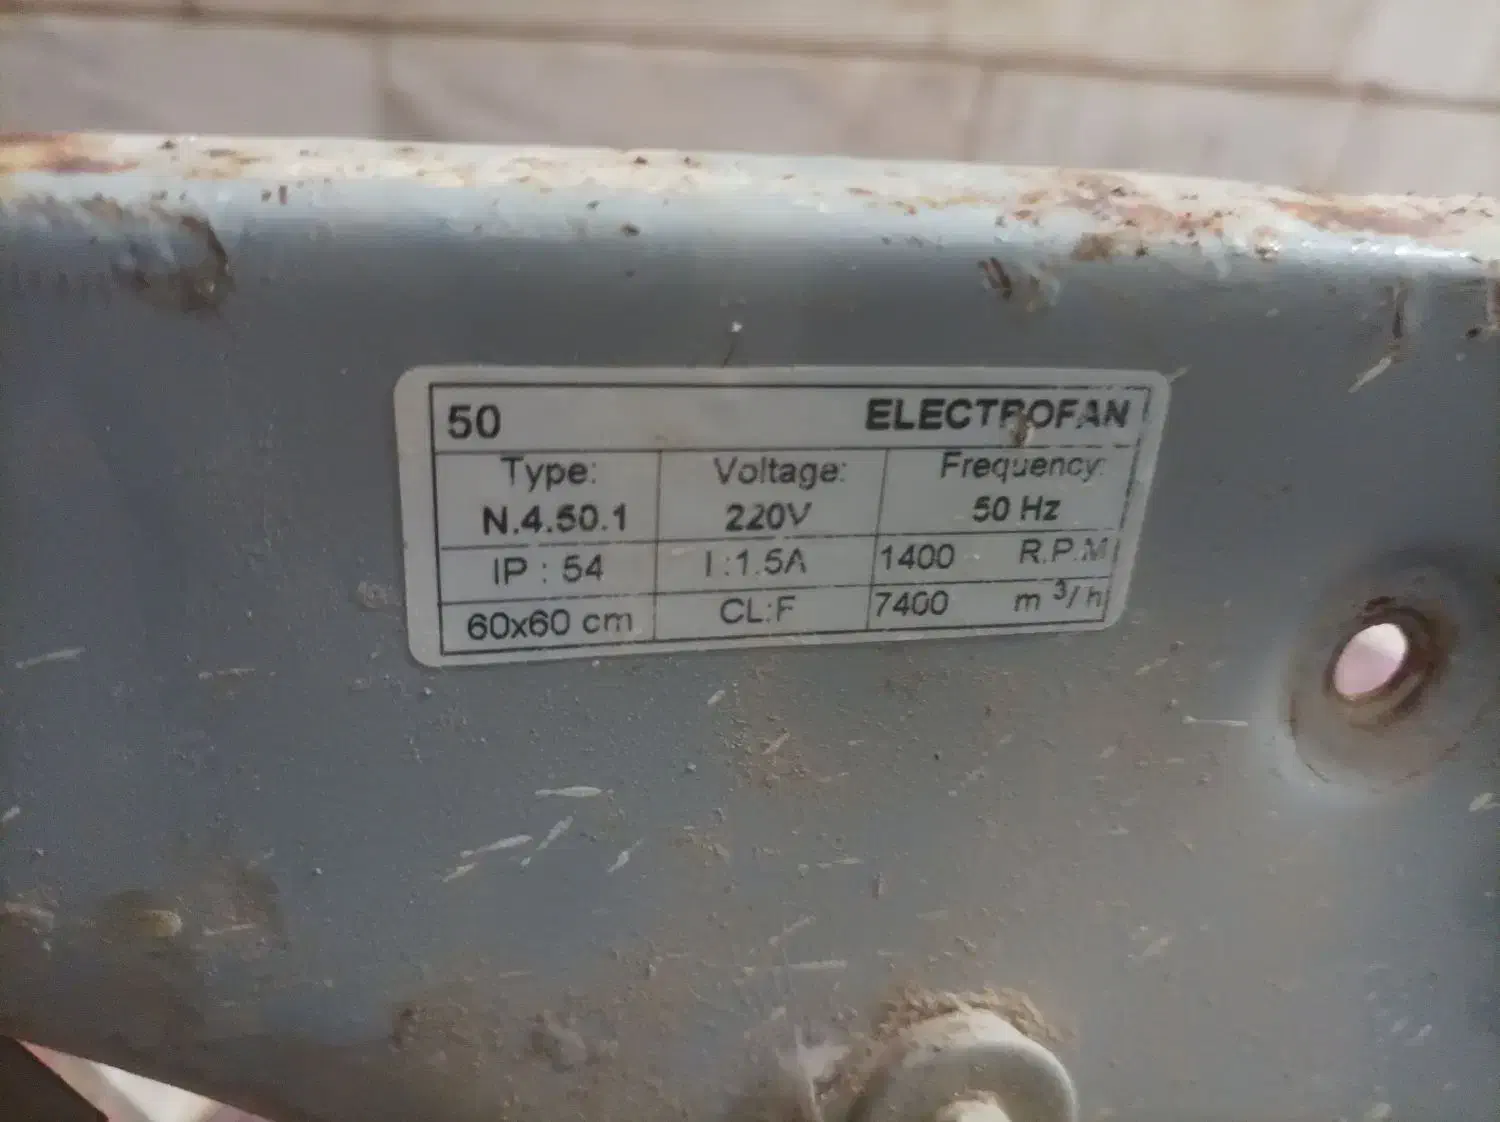 50 ELECTROFAN
Type: Voltage: Frequency:
N.4.50.1 220V 50 Hz
IP : 54 I :1.5A 1400 R.P.M
60x60 cm CL:F 7400 m³/h